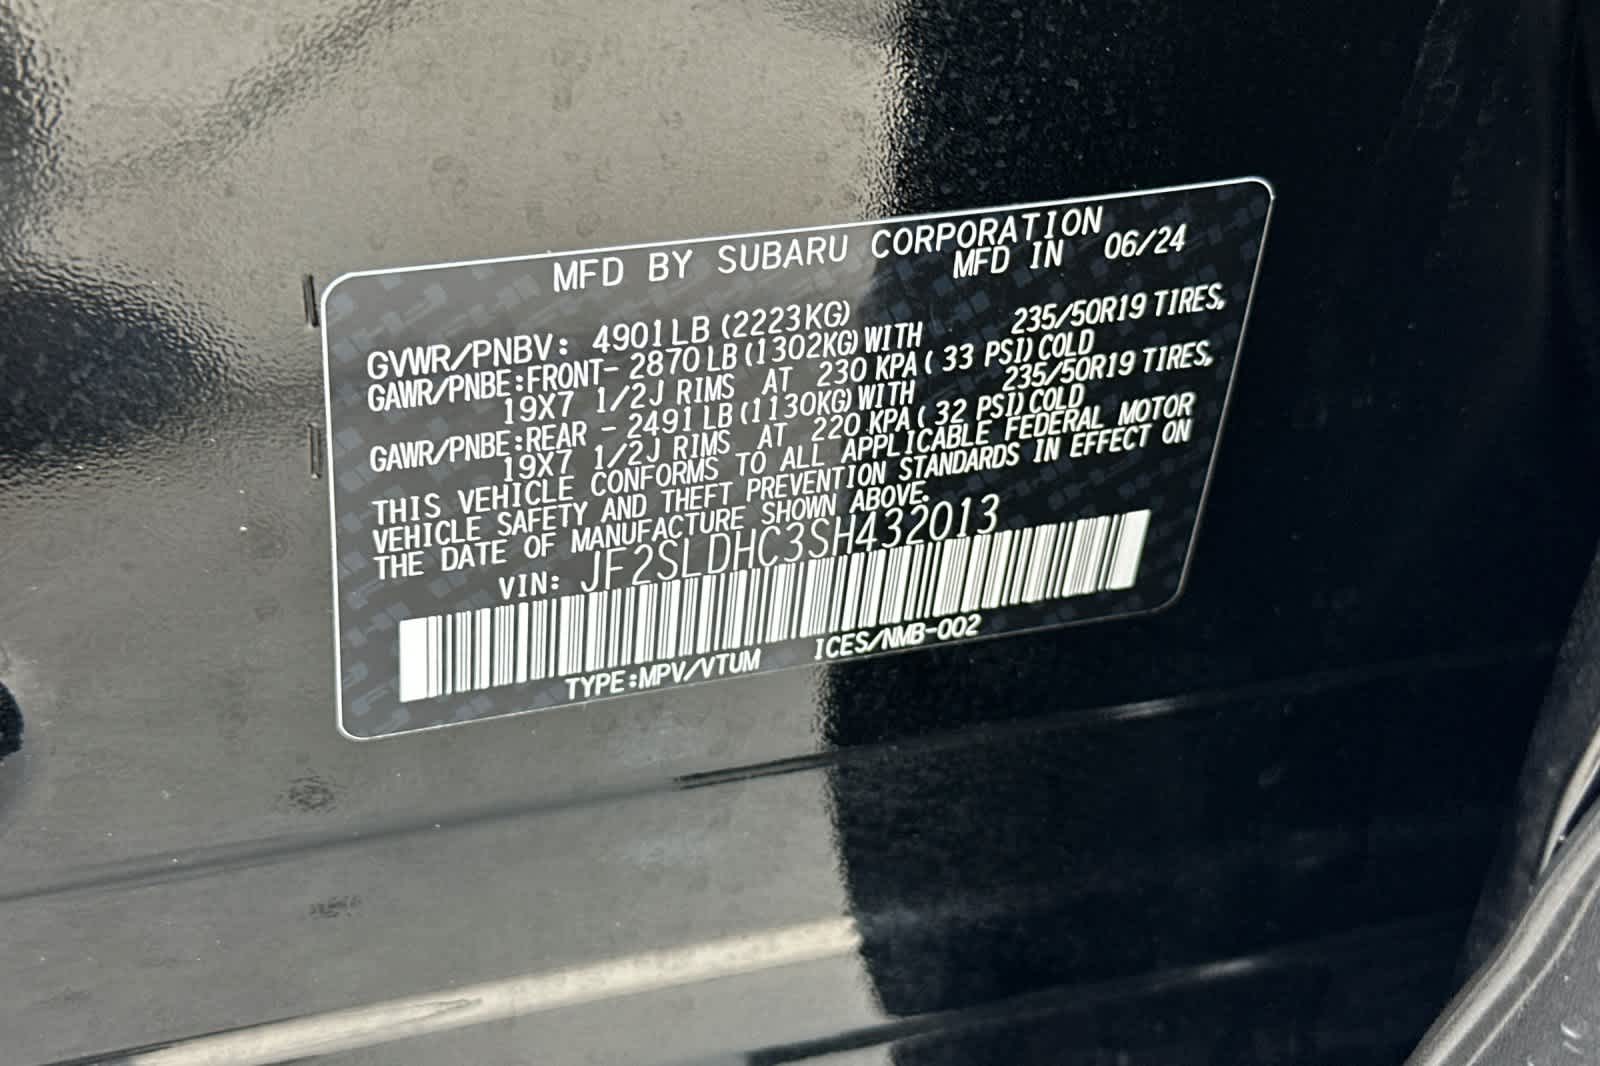 MFD BY SUBARU CORPORATION
MFD IN 06/24
GVWR/PNBV: 4901LB (2223KG)
GAWR/PNBE:FRONT- 2870LB (1302KG)WITH 235/50R19 TIRES,
19X7 1/2J RIMS AT 230 KPA( 33 PSI)COLD
GAWR/PNBE:REAR - 2491LB (1130KG)WITH 235/50R19 TIRES,
19X7 1/2J RIMS AT 220 KPA( 32 PSI)COLD
THIS VEHICLE CONFORMS TO ALL APPLICABLE FEDERAL MOTOR
VEHICLE SAFETY AND THEFT PREVENTION STANDARDS IN EFFECT ON
THE DATE OF MANUFACTURE SHOWN ABOVE.
VIN: JF2SLDHC3SH432013
TYPE:MPV/VTUM ICES/NMB-002